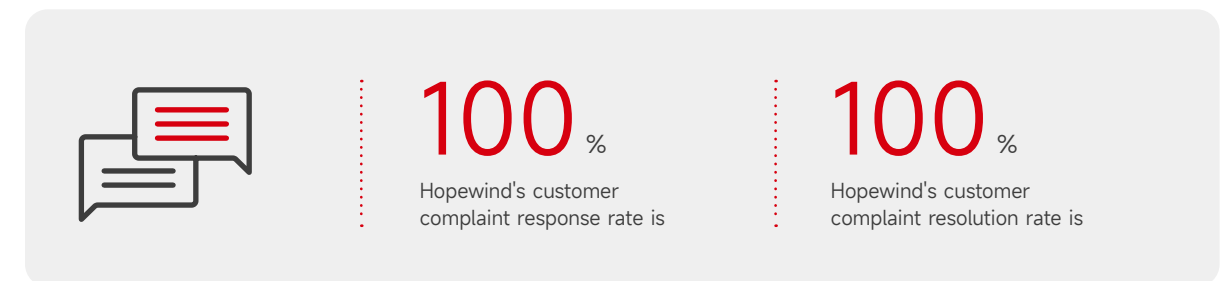 100 %
Hopewind's customer
complaint response rate is
100 %
Hopewind's customer
complaint resolution rate is